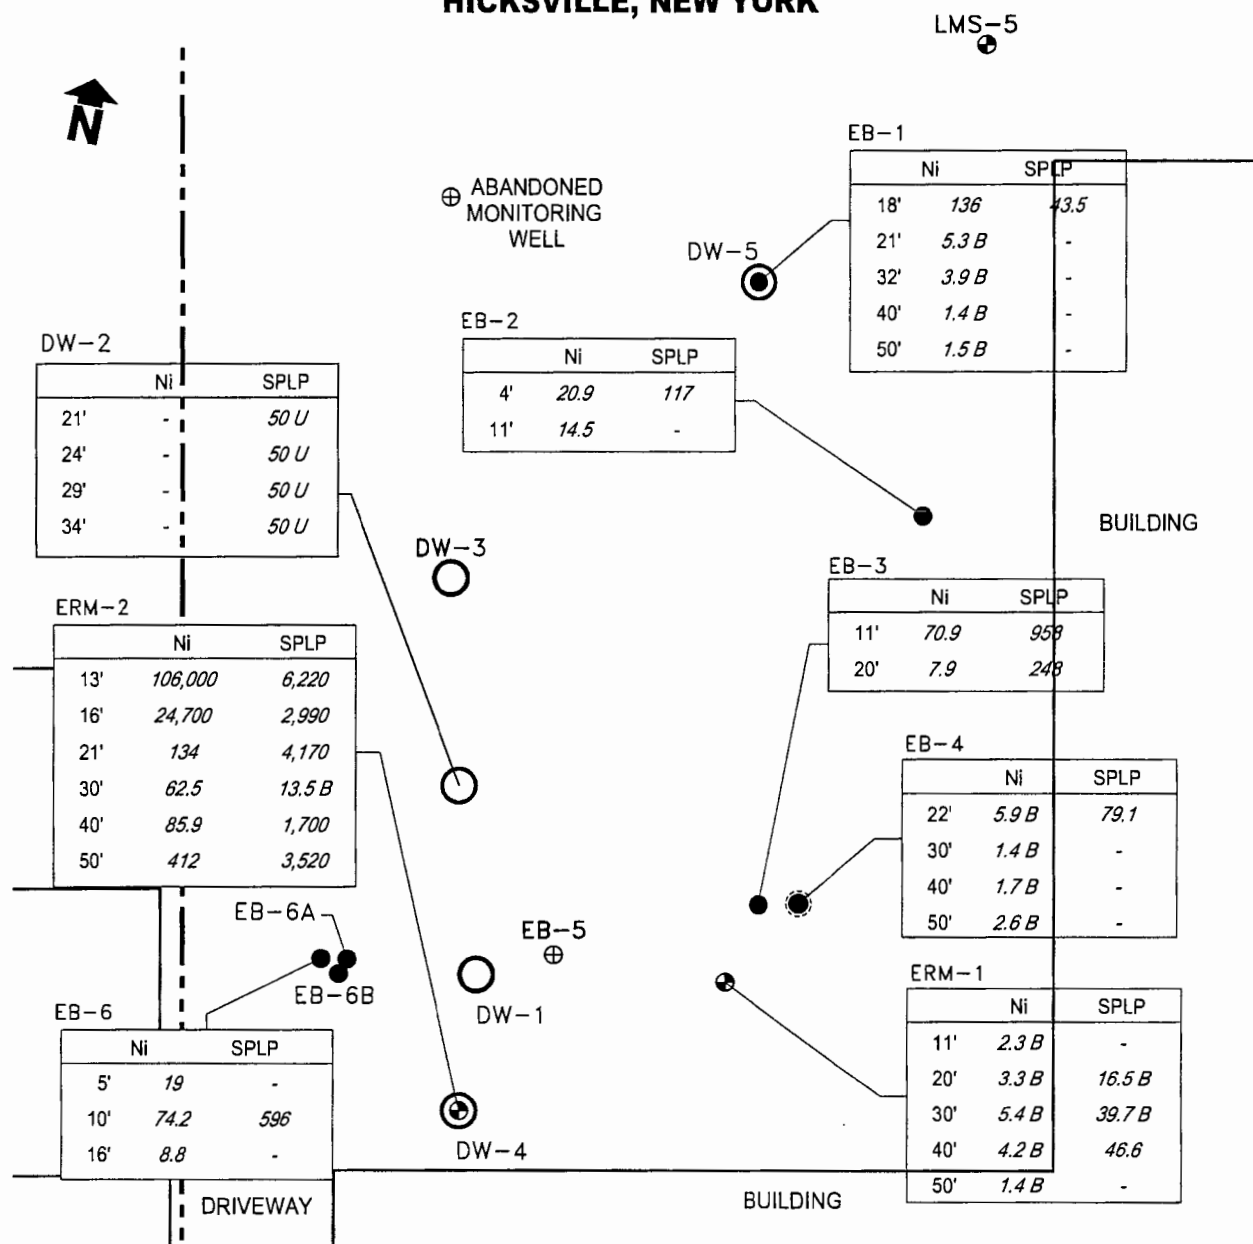 HICKSVILLE, NEW YORK
LMS-5
N
EB-1
Ni SPLP
18' 136 43.5
21' 5.3 B -
32' 3.9 B -
40' 1.4 B -
50' 1.5 B -
ABANDONED
MONITORING
WELL
DW-5
EB-2
Ni SPLP
4' 20.9 117
11' 14.5 -
DW-2
Ni SPLP
21' - 50 U
24' - 50 U
29' - 50 U
34' - 50 U
BUILDING
DW-3
EB-3
Ni SPLP
11' 70.9 958
20' 7.9 248
ERM-2
Ni SPLP
13' 106,000 6,220
16' 24,700 2,990
21' 134 4,170
30' 62.5 13.5 B
40' 85.9 1,700
50' 412 3,520
EB-4
Ni SPLP
22' 5.9 B 79.1
30' 1.4 B -
40' 1.7 B -
50' 2.6 B -
EB-6A
EB-5
EB-6B
DW-1
ERM-1
Ni SPLP
11' 2.3 B -
20' 3.3 B 16.5 B
30' 5.4 B 39.7 B
40' 4.2 B 46.6
50' 1.4 B -
EB-6
Ni SPLP
5' 19 -
10' 74.2 596
16' 8.8 -
DW-4
DRIVEWAY
BUILDING